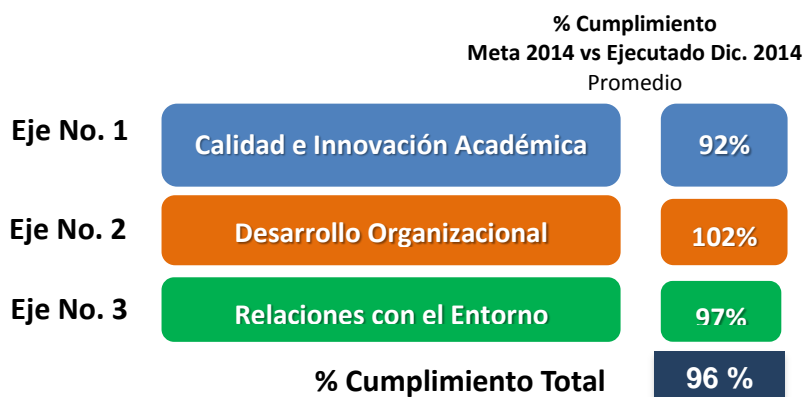 % Cumplimiento
Meta 2014 vs Ejecutado Dic. 2014
Promedio
Eje No. 1 Calidad e Innovación Académica 92%
Eje No. 2 Desarrollo Organizacional 102%
Eje No. 3 Relaciones con el Entorno 97%
% Cumplimiento Total 96 %